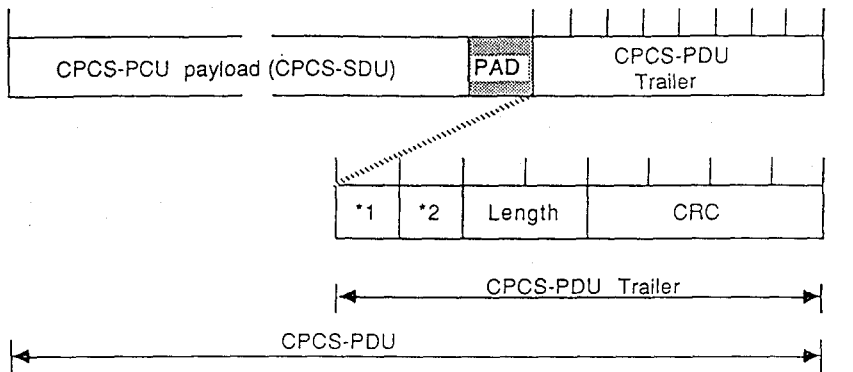 CPCS-PCU payload (CPCS-SDU)
PAD
CPCS-PDU
Trailer
*1
*2
Length
CRC
CPCS-PDU Trailer
CPCS-PDU